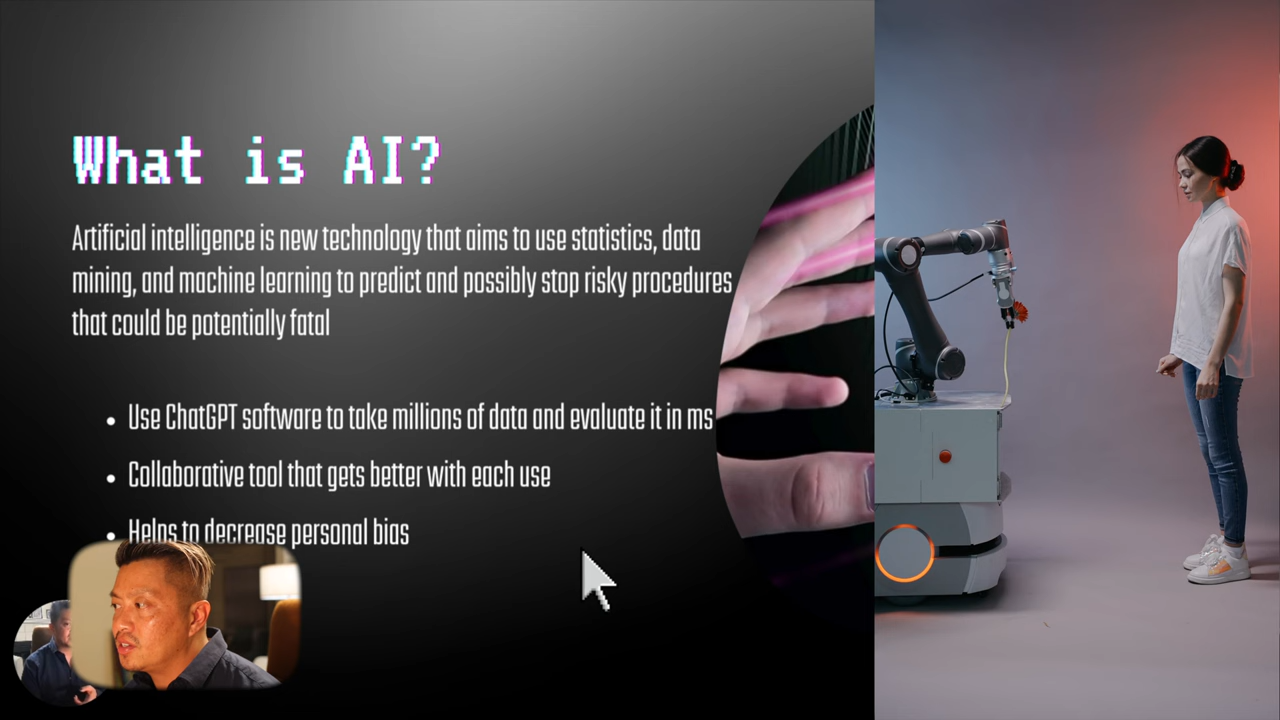 What is AI?
Artificial intelligence is new technology that aims to use statistics, data
mining, and machine learning to predict and possibly stop risky procedures
that could be potentially fatal
• Use ChatGPT software to take millions of data and evaluate it in ms
• Collaborative tool that gets better with each use
• Helps to decrease personal bias